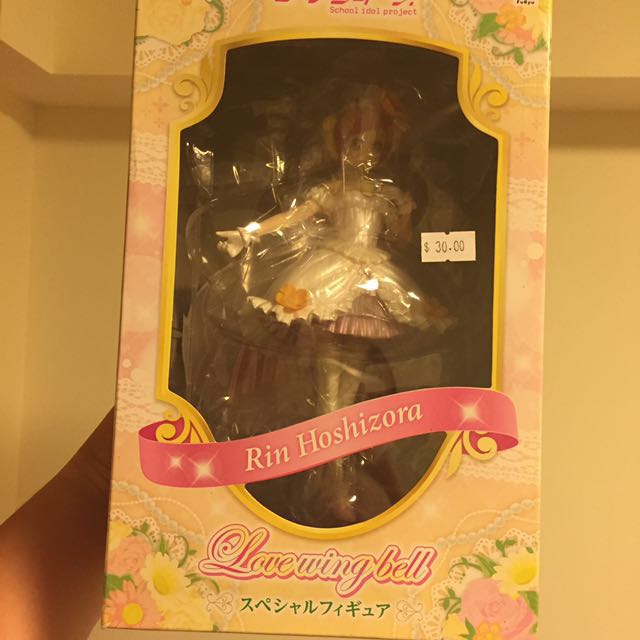 School idol project
FuRyu
$ 30.00
Rin Hoshizora
Love wing bell
スペシャルフィギュア